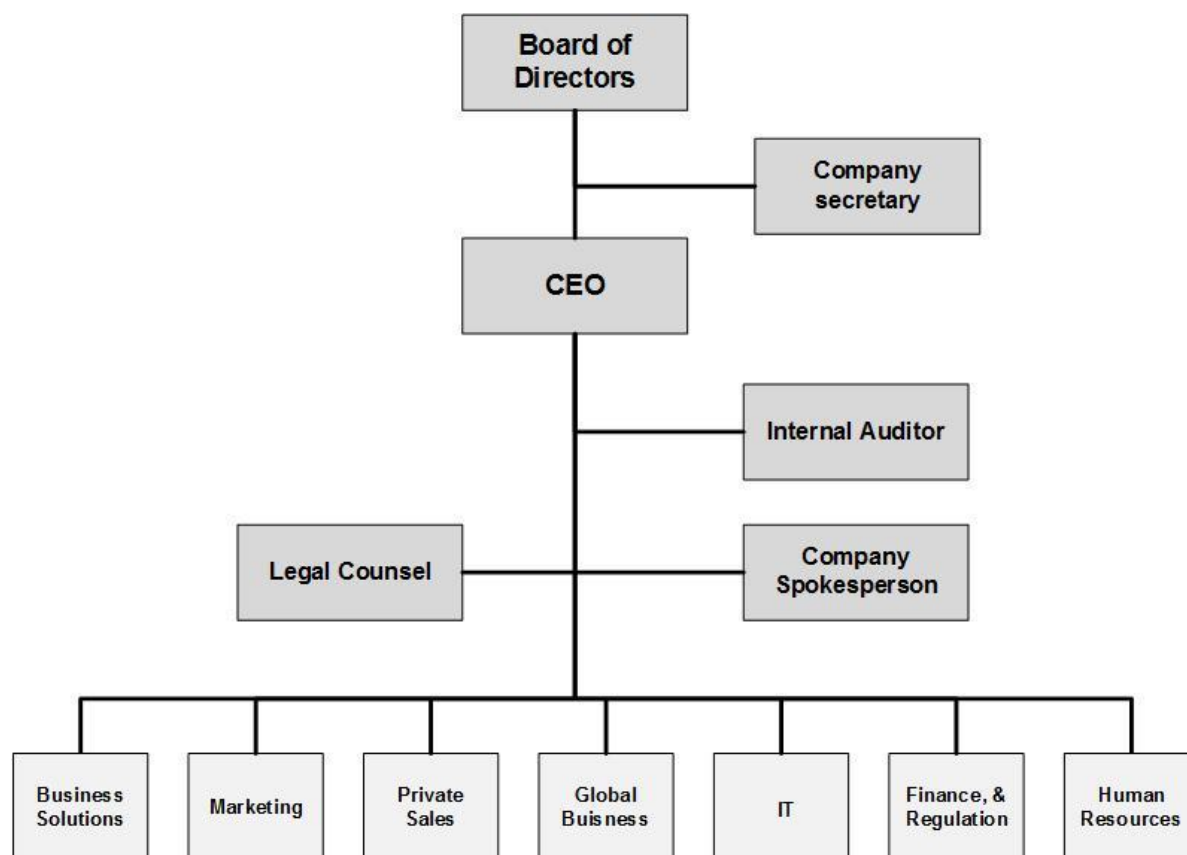 Board of
Directors
Company
secretary
CEO
Internal Auditor
Legal Counsel
Company
Spokesperson
Business
Solutions
Marketing
Private
Sales
Global
Buisness
IT
Finance, &
Regulation
Human
Resources